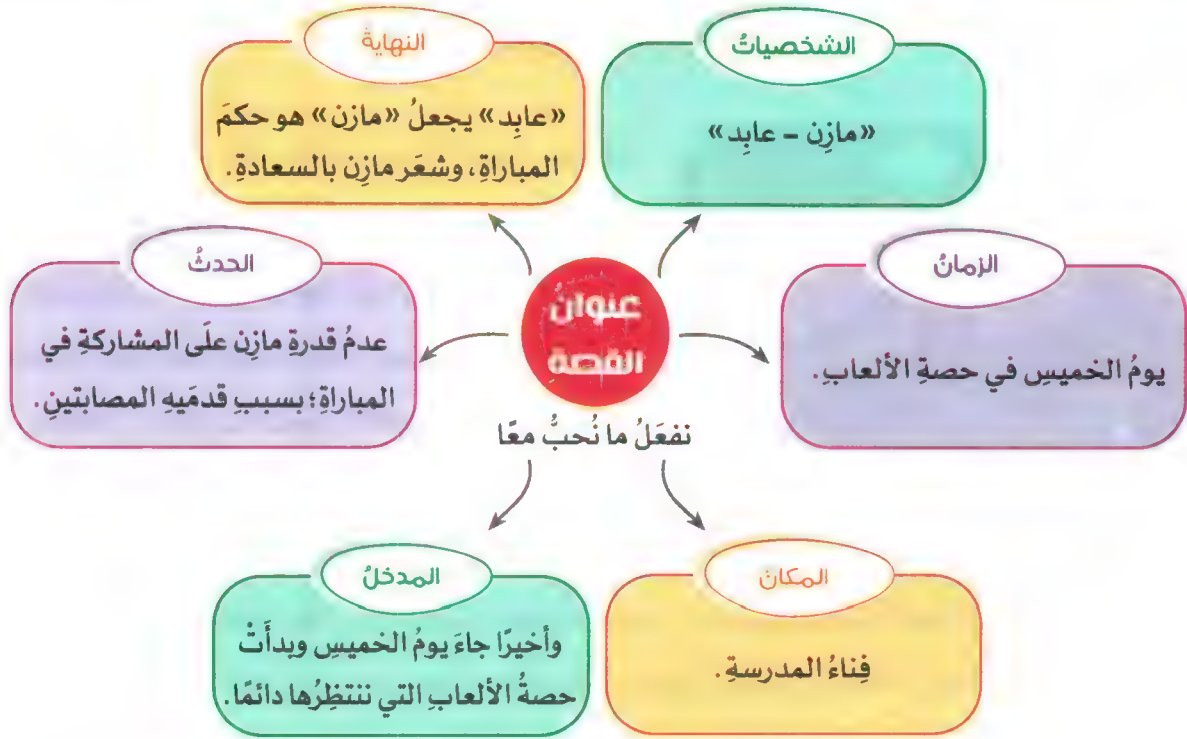 الشخصياتُ
«مازِن – عابِد»
النهايةُ
«عابِد» يجعلُ «مازن» هو حكمَ
المباراةِ، وشعَر مازِن بالسعادةِ.
الزمانُ
يومُ الخميسِ في حصةِ الألعابِ.
عنوان
القصة
نفعَلُ ما نُحبُّ معًا
الحدثُ
عدمُ قدرةِ مازِن علَى المشاركةِ في
المباراةِ؛ بسببِ قدمَيهِ المصابتينِ.
المكانُ
فِناءُ المدرسةِ.
المدخلُ
وأخيرًا جاءَ يومُ الخميسِ وبدأَتْ
حصةُ الألعابِ التي ننتظِرُها دائمًا.